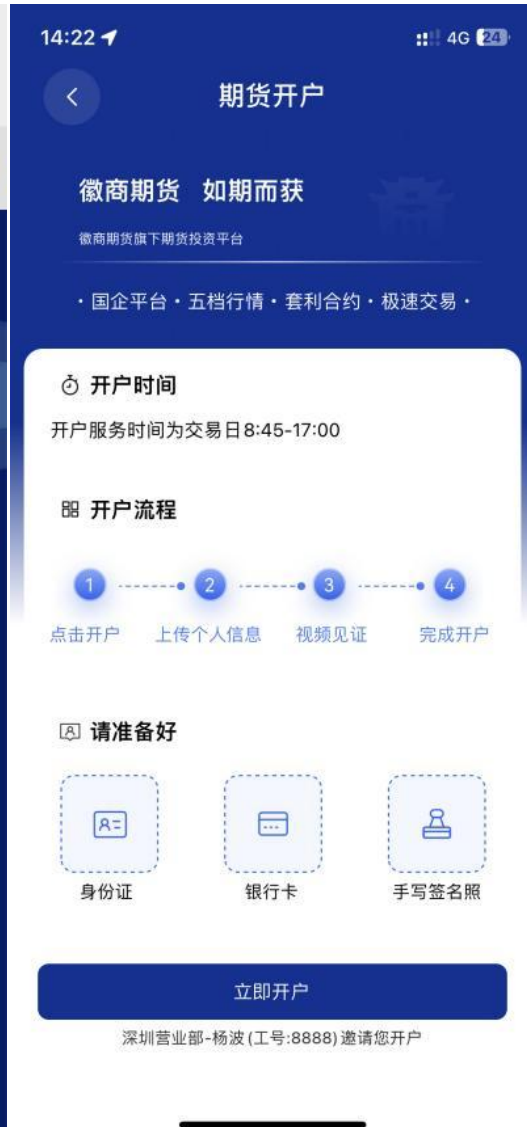 14:22
4G 24
期货开户
徽商期货 如期而获
徽商期货旗下期货投资平台
·国企平台·五档行情·套利合约·极速交易·
开户时间
开户服务时间为交易日8:45-17:00
开户流程
1 2 3 4
点击开户 上传个人信息 视频见证 完成开户
请准备好
身份证 银行卡 手写签名照
立即开户
深圳营业部-杨波(工号:8888)邀请您开户